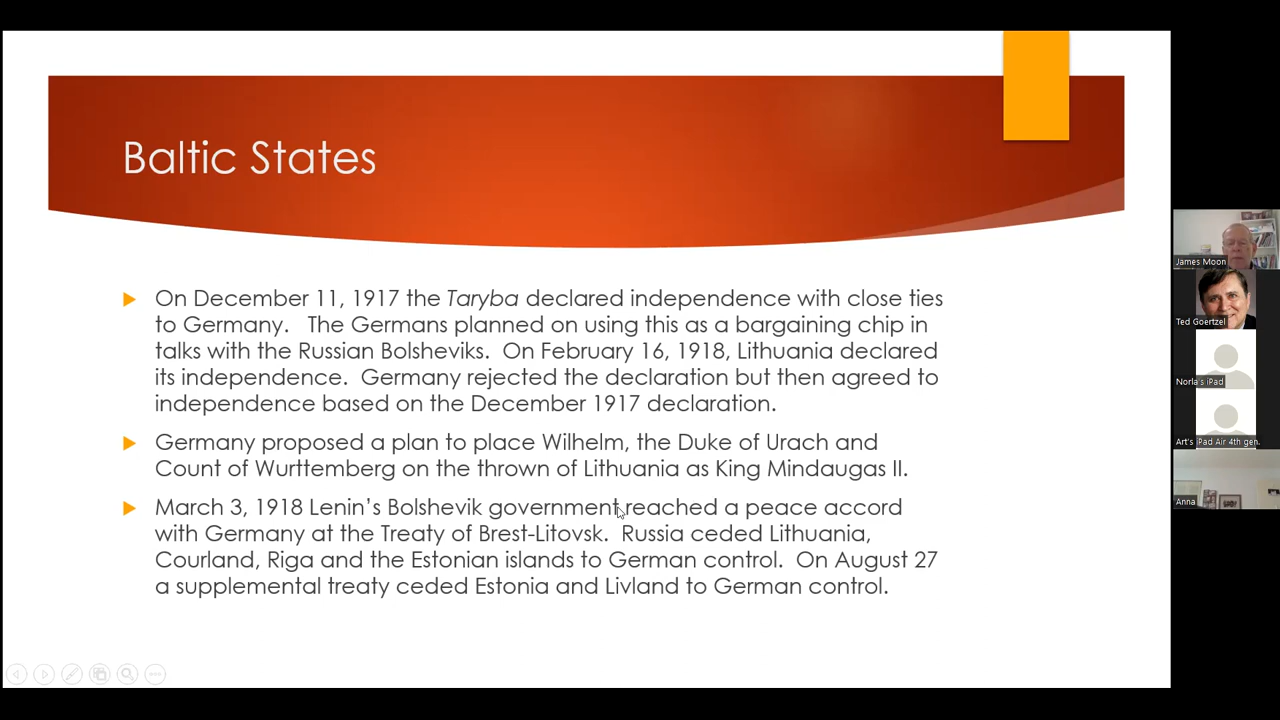 Baltic States
On December 11, 1917 the Taryba declared independence with close ties
to Germany. The Germans planned on using this as a bargaining chip in
talks with the Russian Bolsheviks. On February 16, 1918, Lithuania declared
its independence. Germany rejected the declaration but then agreed to
independence based on the December 1917 declaration.
Germany proposed a plan to place Wilhelm, the Duke of Urach and
Count of Wurttemberg on the thrown of Lithuania as King Mindaugas II.
March 3, 1918 Lenin's Bolshevik government reached a peace accord
with Germany at the Treaty of Brest-Litovsk. Russia ceded Lithuania,
Courland, Riga and the Estonian islands to German control. On August 27
a supplemental treaty ceded Estonia and Livland to German control.
James Moon
Ted Goertzel
Norla's iPad
Art's iPad Air 4th gen.
Anna